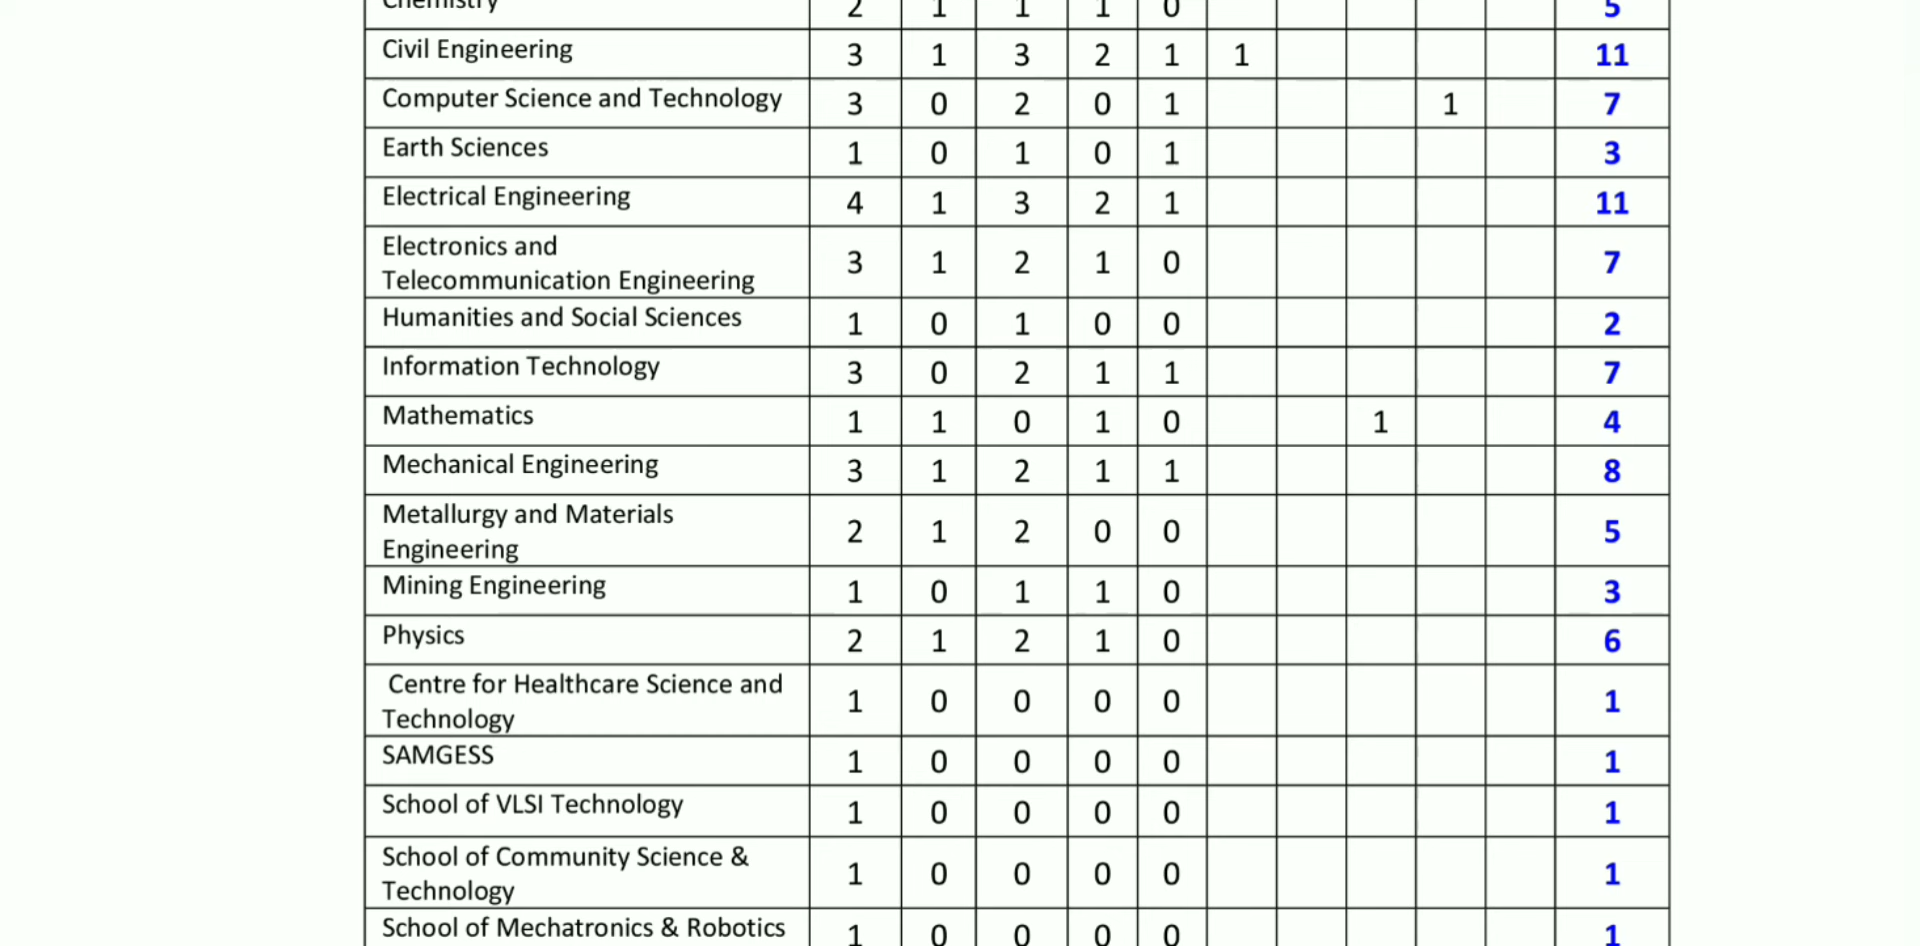 Chemistry 2 1 1 1 0 5
Civil Engineering 3 1 3 2 1 1 11
Computer Science and Technology 3 0 2 0 1 1 7
Earth Sciences 1 0 1 0 1 3
Electrical Engineering 4 1 3 2 1 11
Electronics and
Telecommunication Engineering 3 1 2 1 0 7
Humanities and Social Sciences 1 0 1 0 0 2
Information Technology 3 0 2 1 1 7
Mathematics 1 1 0 1 0 1 4
Mechanical Engineering 3 1 2 1 1 8
Metallurgy and Materials
Engineering 2 1 2 0 0 5
Mining Engineering 1 0 1 1 0 3
Physics 2 1 2 1 0 6
Centre for Healthcare Science and
Technology 1 0 0 0 0 1
SAMGESS 1 0 0 0 0 1
School of VLSI Technology 1 0 0 0 0 1
School of Community Science &
Technology 1 0 0 0 0 1
School of Mechatronics & Robotics 1 0 0 0 0 1